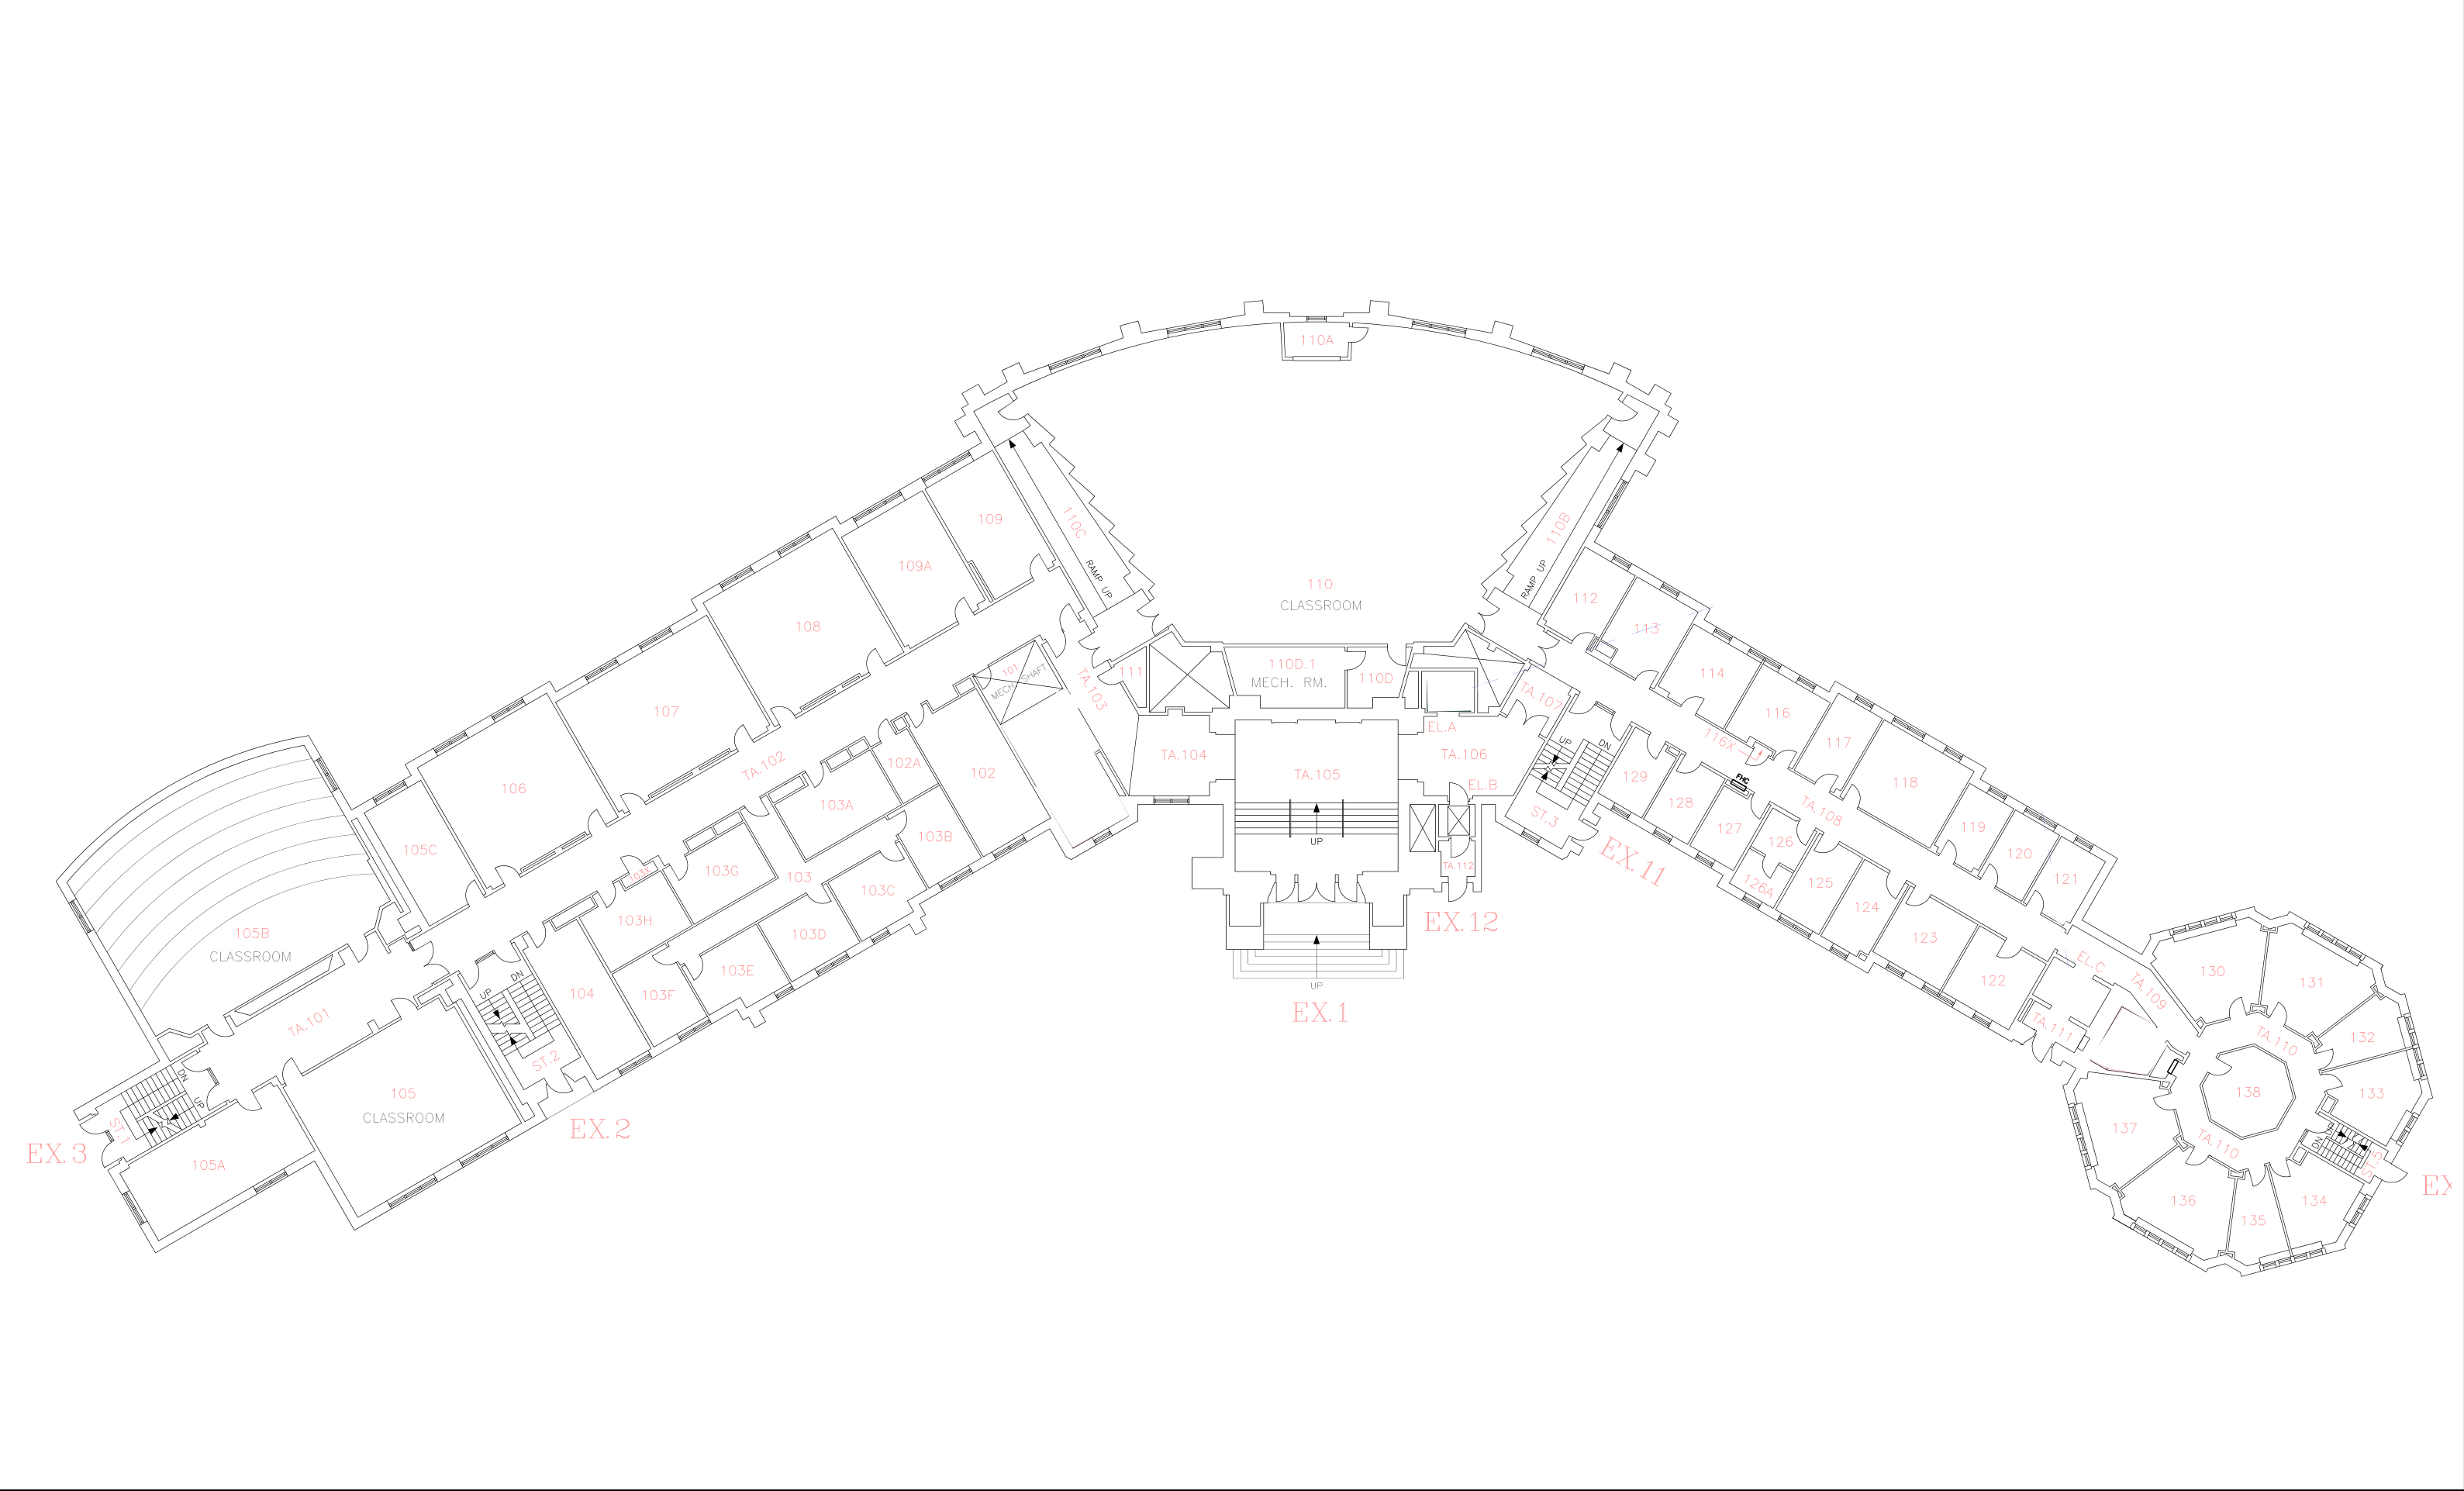 110A
109
110C
RAMP UP
110B
RAMP UP
109A
110
CLASSROOM
112
113
108
101
MECH. SHAFT
111
110D.1
MECH. RM.
110D
114
TA.103
TA.107
107
116
EL.A
116X
117
UP
DN
TA.102
102A
102
TA.104
TA.105
TA.106
EL.B
129
FHC
118
106
103A
128
TA.108
UP
ST.3
127
119
103B
126
120
105C
103G
103X
103
103C
TA.112
EX.11
126A
125
121
103H
EX.12
124
105B
CLASSROOM
103D
123
EL.C
103E
122
130
131
UP
DN
104
103F
UP
EX.1
TA.109
TA.101
TA.111
TA.110
132
ST.2
DN
UP
105
CLASSROOM
138
133
ST.1
EX.2
137
TA.110
DN
UP
EX.3
105A
ST.5
EX
136
134
135